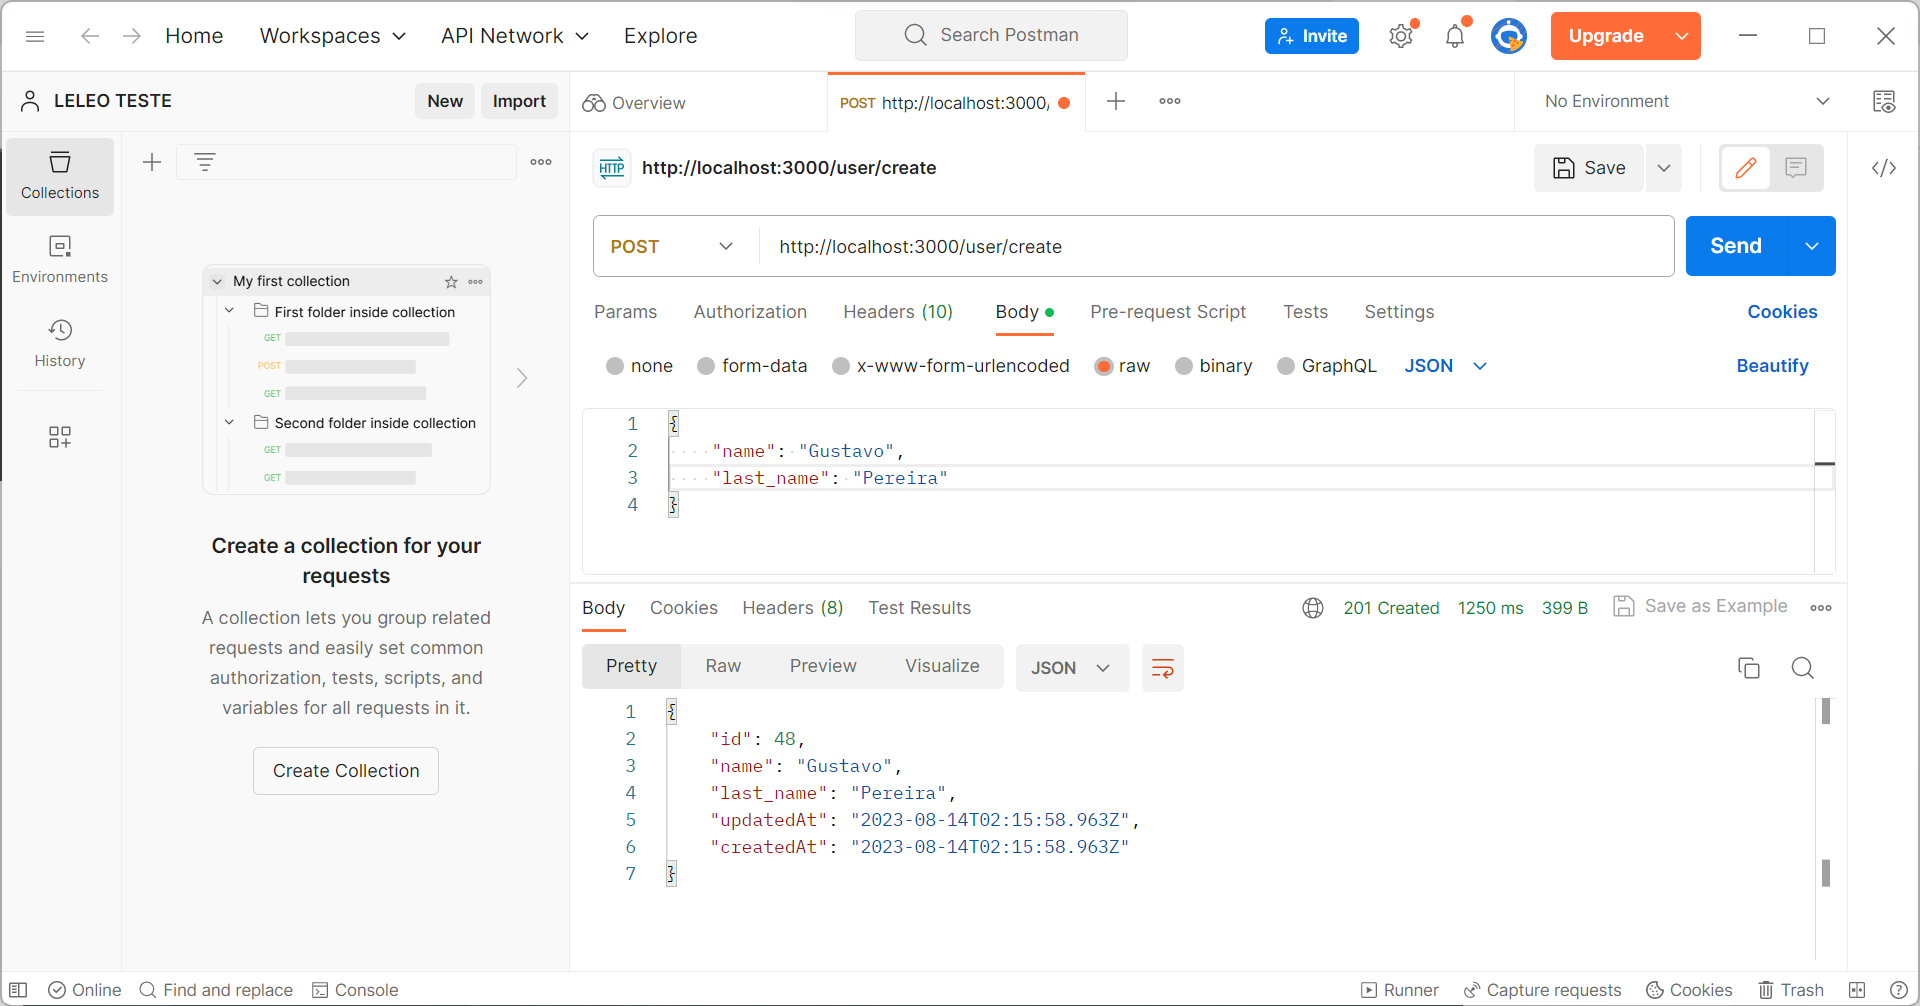 Home Workspaces API Network Explore Search Postman Invite Upgrade
LELEO TESTE New Import Overview POST http://localhost:3000/ No Environment
Collections
Environments
History
My first collection
First folder inside collection
GET
POST
GET
Second folder inside collection
GET
GET
Create a collection for your
requests
A collection lets you group related
requests and easily set common
authorization, tests, scripts, and
variables for all requests in it.
Create Collection
HTTP http://localhost:3000/user/create Save
POST http://localhost:3000/user/create Send
Params Authorization Headers (10) Body Pre-request Script Tests Settings Cookies
none form-data x-www-form-urlencoded raw binary GraphQL JSON Beautify
1 {
2 "name": "Gustavo",
3 "last_name": "Pereira"
4 }
Body Cookies Headers (8) Test Results 201 Created 1250 ms 399 B Save as Example
Pretty Raw Preview Visualize JSON
1 {
2 "id": 48,
3 "name": "Gustavo",
4 "last_name": "Pereira",
5 "updatedAt": "2023-08-14T02:15:58.963Z",
6 "createdAt": "2023-08-14T02:15:58.963Z"
7 }
Online Find and replace Console Runner Capture requests Cookies Trash